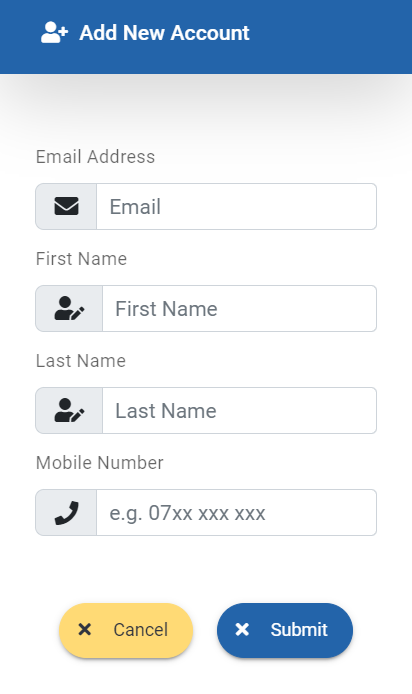 Add New Account
Email Address
Email
First Name
First Name
Last Name
Last Name
Mobile Number
e.g. 07xx xxx xxx
Cancel Submit